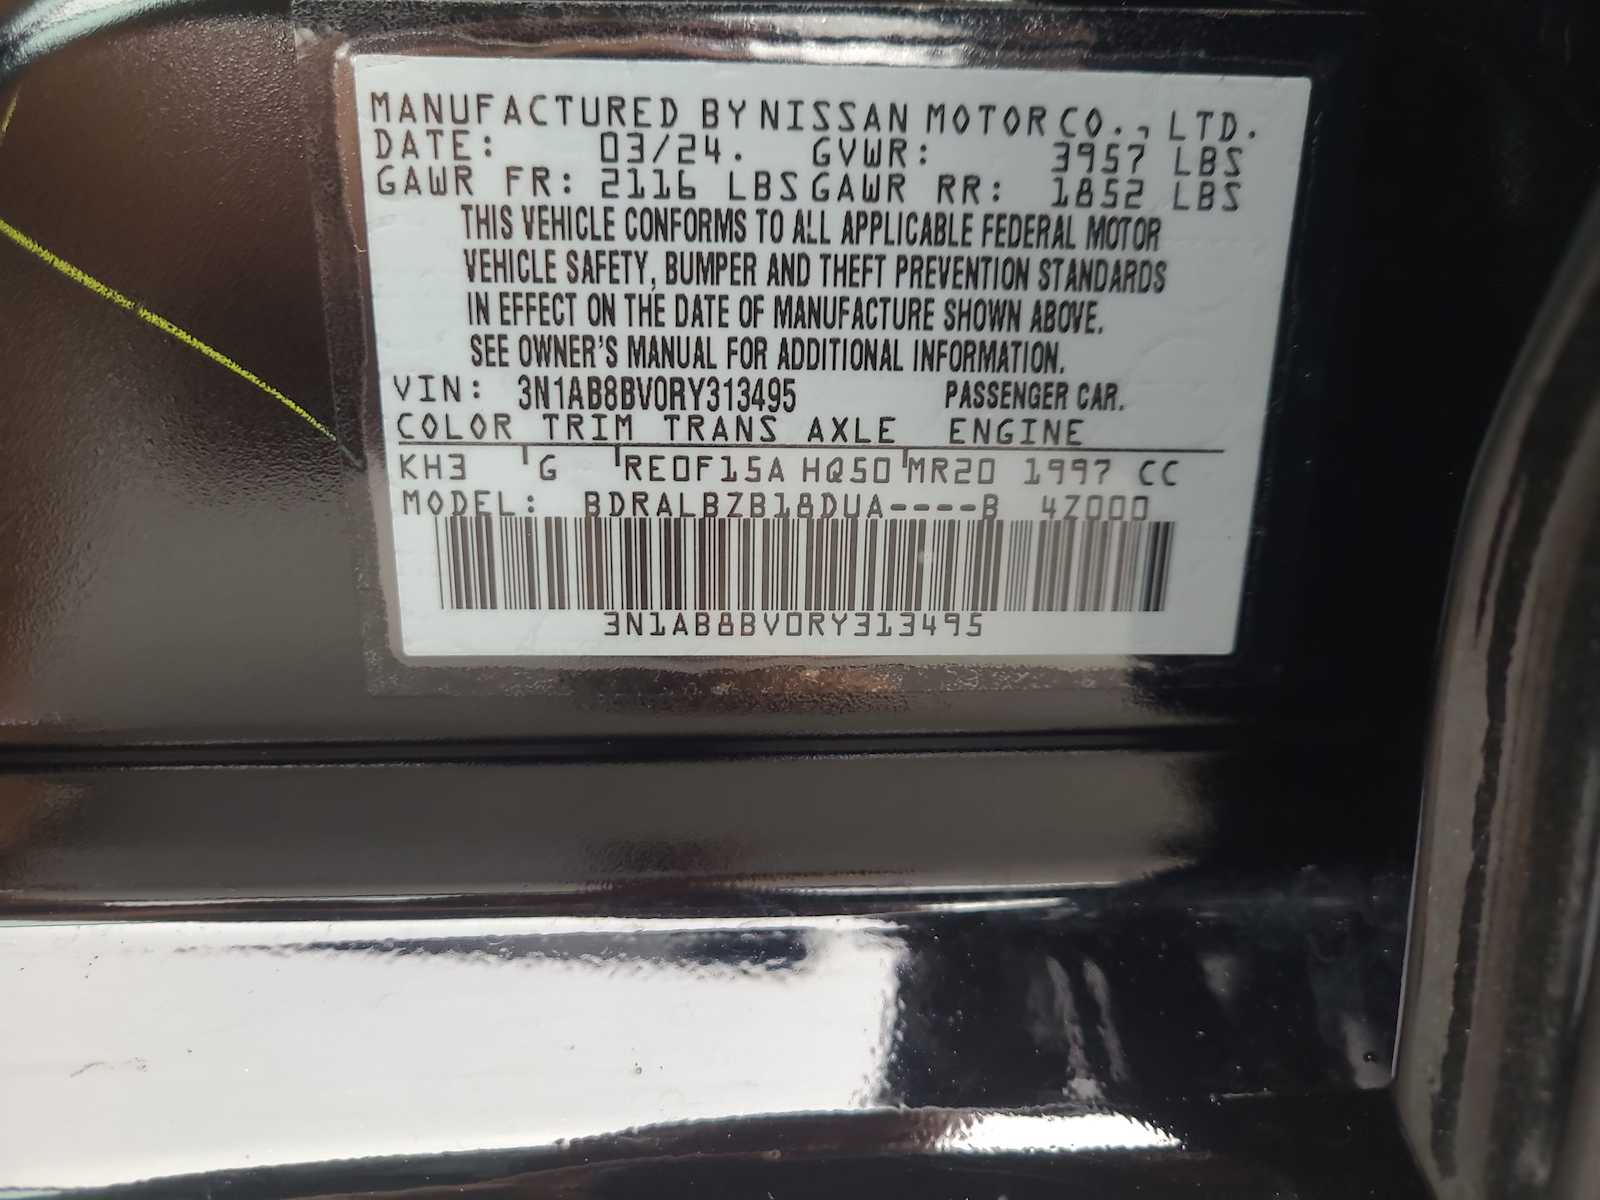 MANUFACTURED BY NISSAN MOTOR CO., LTD.
DATE: 03/24. GVWR: 3957 LBS
GAWR FR: 2116 LBS GAWR RR: 1852 LBS
THIS VEHICLE CONFORMS TO ALL APPLICABLE FEDERAL MOTOR
VEHICLE SAFETY, BUMPER AND THEFT PREVENTION STANDARDS
IN EFFECT ON THE DATE OF MANUFACTURE SHOWN ABOVE.
SEE OWNER'S MANUAL FOR ADDITIONAL INFORMATION.
VIN: 3N1AB8BV0RY313495 PASSENGER CAR.
COLOR TRIM TRANS AXLE ENGINE
KH3 G RE0F15A HQ50 MR20 1997 CC
MODEL: BDRALBZB18DUA----B 4Z000
3N1AB8BV0RY313495